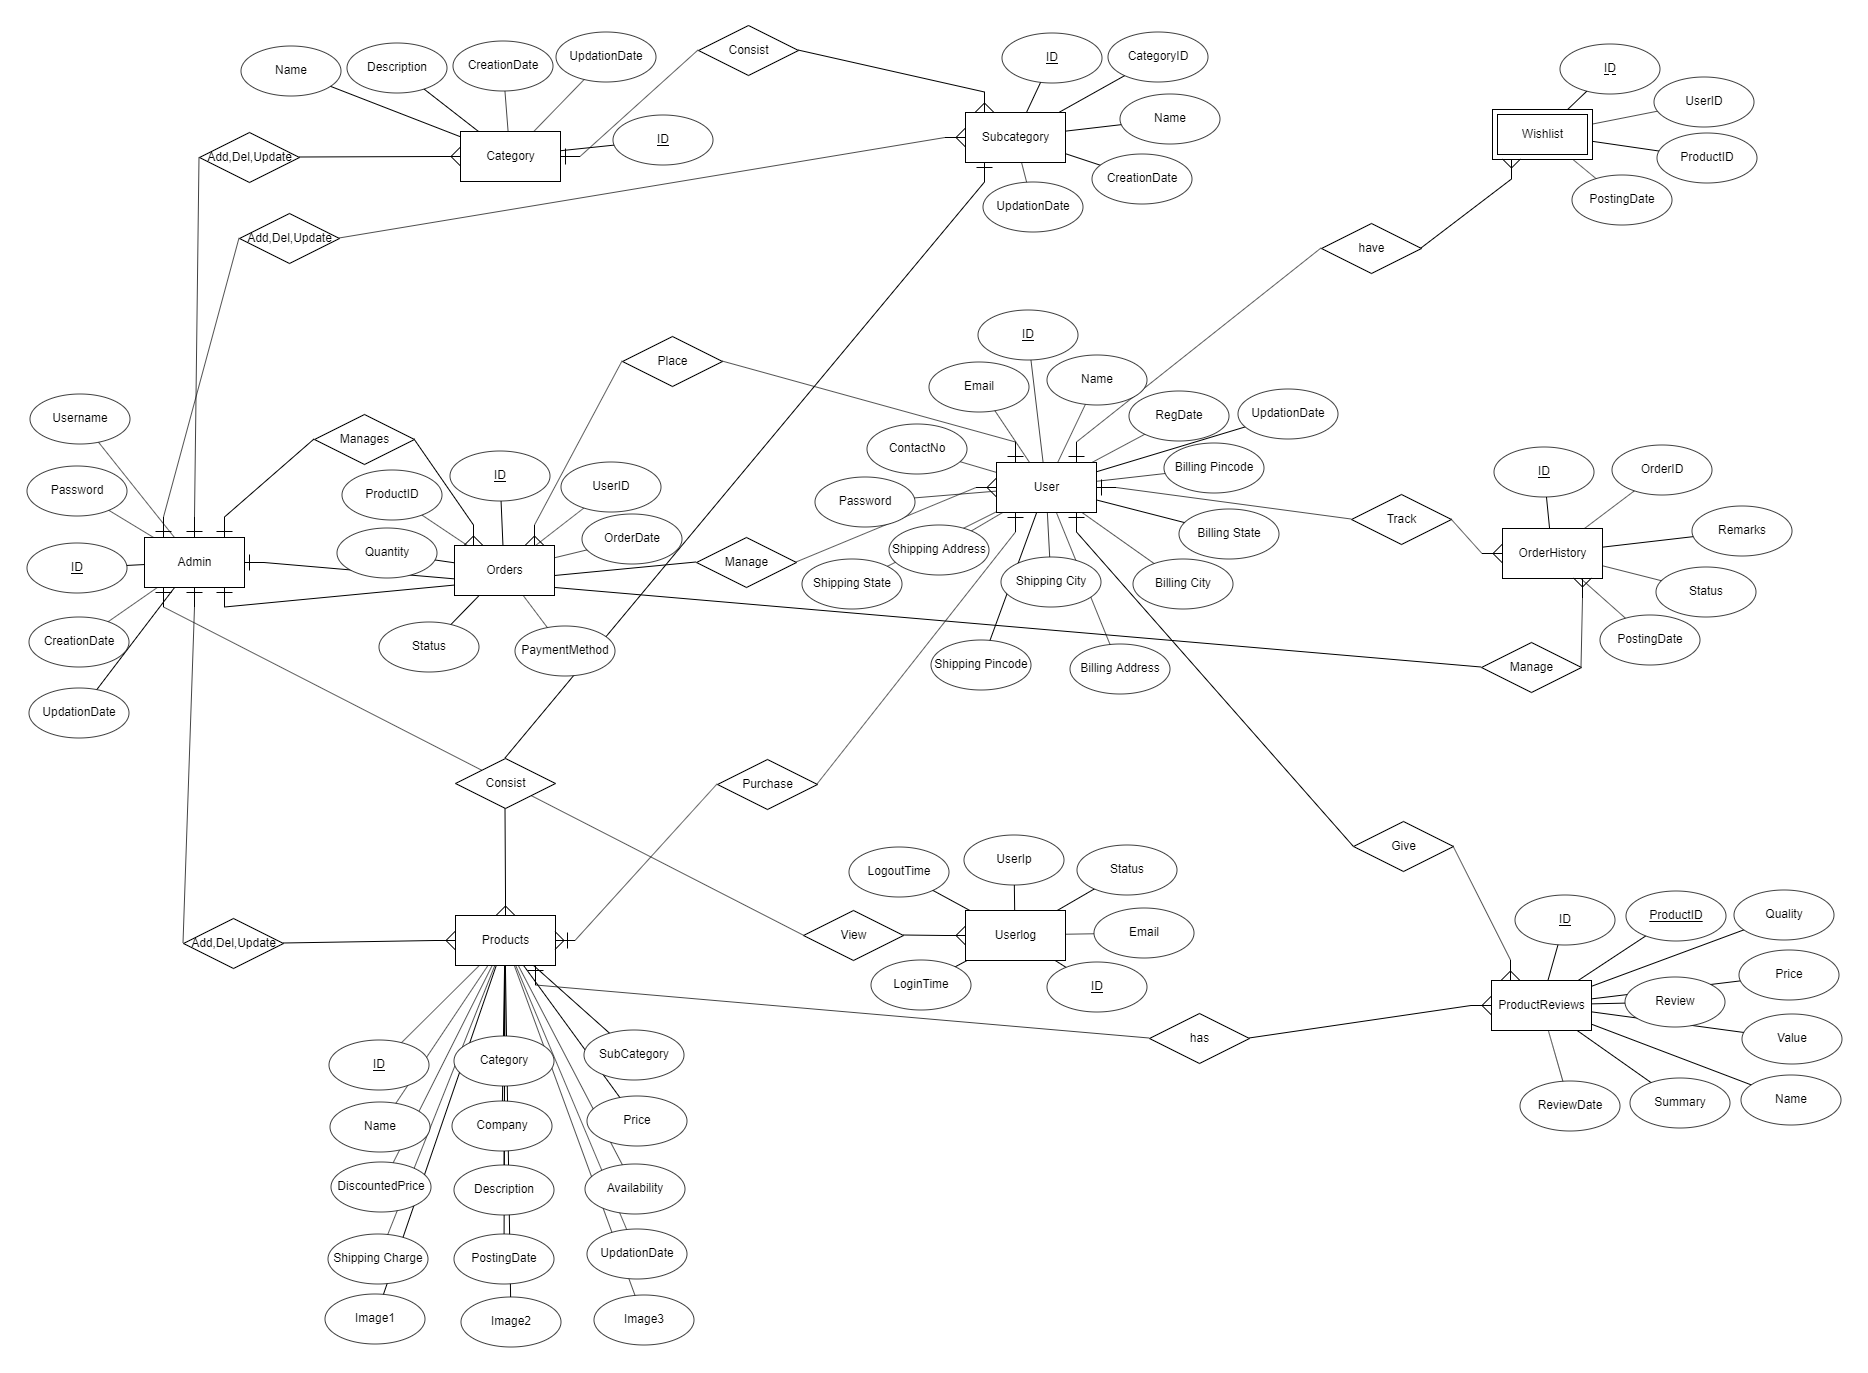 Name
Description
CreationDate
UpdationDate
Consist
ID
CategoryID
ID
UserID
Name
Wishlist
Add,Del,Update
Category
ID
Subcategory
ProductID
CreationDate
UpdationDate
PostingDate
Add,Del,Update
have
ID
Place
Email
Name
Username
Manages
RegDate
UpdationDate
ContactNo
Billing Pincode
ID
OrderID
Password
ProductID
ID
UserID
Password
User
Track
Remarks
Quantity
OrderDate
Shipping Address
Billing State
OrderHistory
ID
Admin
Orders
Manage
Shipping State
Shipping City
Billing City
Status
CreationDate
Status
PaymentMethod
Shipping Pincode
Billing Address
PostingDate
Manage
UpdationDate
Consist
Purchase
Give
LogoutTime
UserIp
Status
Add,Del,Update
Products
View
Userlog
Email
LoginTime
ID
ID
ProductID
Quality
Price
ProductReviews
Review
has
Value
ID
Category
SubCategory
ReviewDate
Summary
Name
Name
Company
Price
DiscountedPrice
Description
Availability
Shipping Charge
PostingDate
UpdationDate
Image1
Image2
Image3